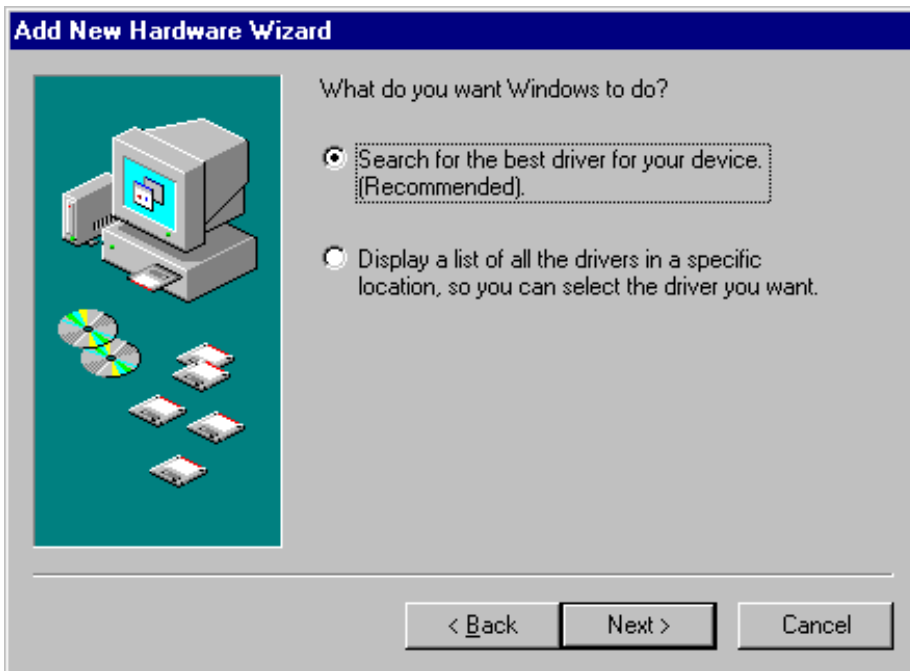 Add New Hardware Wizard
What do you want Windows to do?
Search for the best driver for your device.
(Recommended).
Display a list of all the drivers in a specific
location, so you can select the driver you want.
< Back
Next >
Cancel